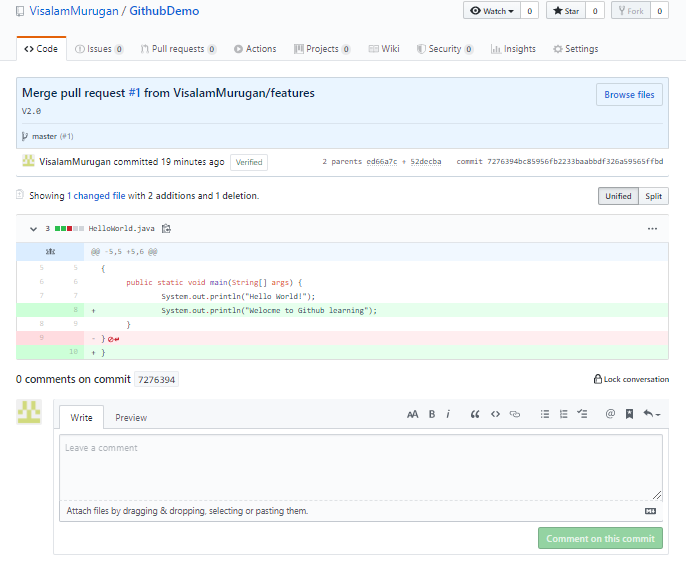 VisalamMurugan / GithubDemo
Watch 0 Star 0 Fork 0
Code Issues 0 Pull requests 0 Actions Projects 0 Wiki Security 0 Insights Settings
Merge pull request #1 from VisalamMurugan/features
Browse files
V2.0
master (#1)
VisalamMurugan committed 19 minutes ago Verified 2 parents ed66a7c + 52decba commit 7276394bc85956fb2233baabbdf326a59565ffbd
Showing 1 changed file with 2 additions and 1 deletion. Unified Split
3 HelloWorld.java ...
@@ -5,5 +5,6 @@
5 5 {
6 6 public static void main(String[] args) {
7 7 System.out.println("Hello World!");
8 + System.out.println("Welocme to Github learning");
8 9 }
9 - }
10 + }
0 comments on commit 7276394 Lock conversation
Write Preview AA B i
Leave a comment
Attach files by dragging & dropping, selecting or pasting them.
Comment on this commit